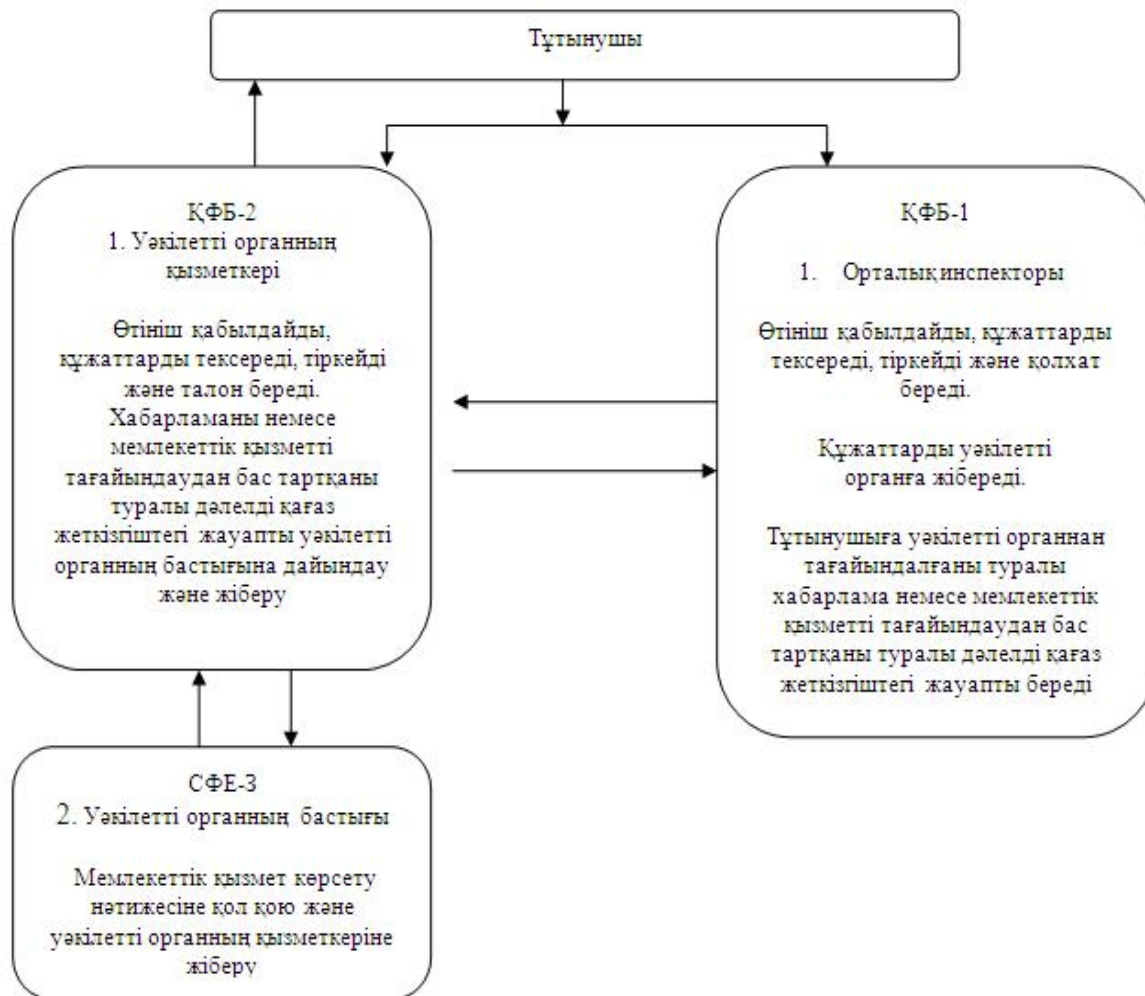 Тұтынушы
ҚФБ-2
1. Уәкілетті органның
қызметкері
Өтініш қабылдайды,
құжаттарды тексереді, тіркейді
және талон береді.
Хабарламаны немесе
мемлекеттік қызметті
тағайындаудан бас тартқаны
туралы дәлелді қағаз
жеткізгіштегі жауапты уәкілетті
органның бастығына дайындау
және жіберу
ҚФБ-1
1. Орталық инспекторы
Өтініш қабылдайды, құжаттарды
тексереді, тіркейді және қолхат
береді.
Құжаттарды уәкілетті
органға жібереді.
Тұтынушыға уәкілетті органнан
тағайындалғаны туралы
хабарлама немесе мемлекеттік
қызметті тағайындаудан бас
тартқаны туралы дәлелді қағаз
жеткізгіштегі жауапты береді
СФЕ-3
2. Уәкілетті органның бастығы
Мемлекеттік қызмет көрсету
нәтижесіне қол қою және
уәкілетті органның қызметкеріне
жіберу